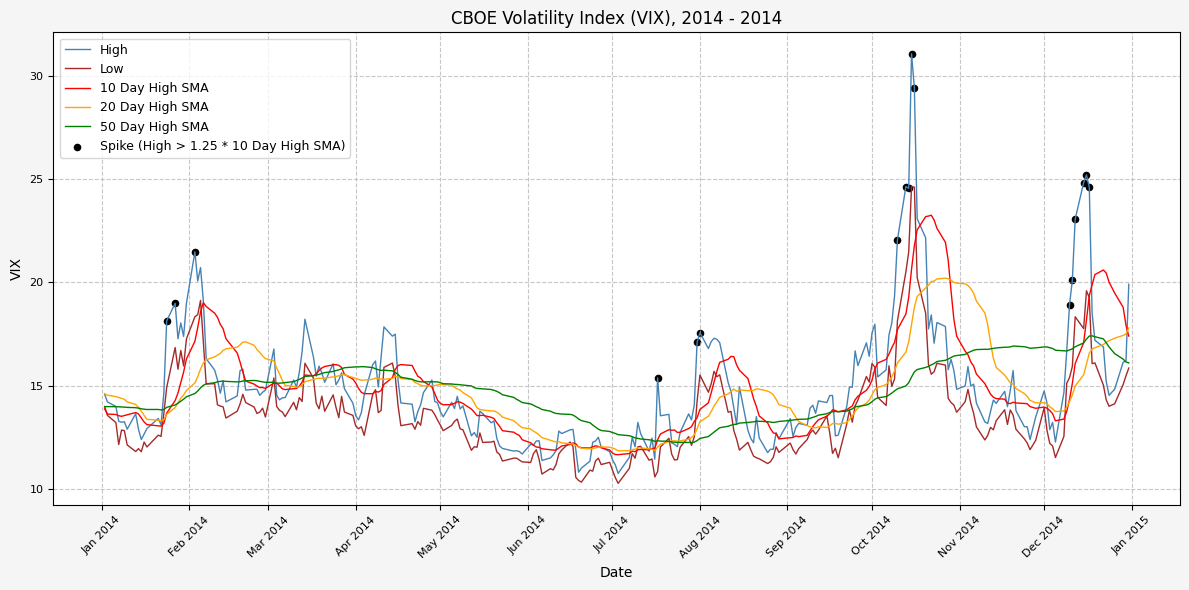 CBOE Volatility Index (VIX), 2014 - 2014
High
Low
10 Day High SMA
20 Day High SMA
50 Day High SMA
Spike (High > 1.25 * 10 Day High SMA)
VIX
30
25
20
15
10
Jan 2014
Feb 2014
Mar 2014
Apr 2014
May 2014
Jun 2014
Jul 2014
Aug 2014
Sep 2014
Oct 2014
Nov 2014
Dec 2014
Jan 2015
Date